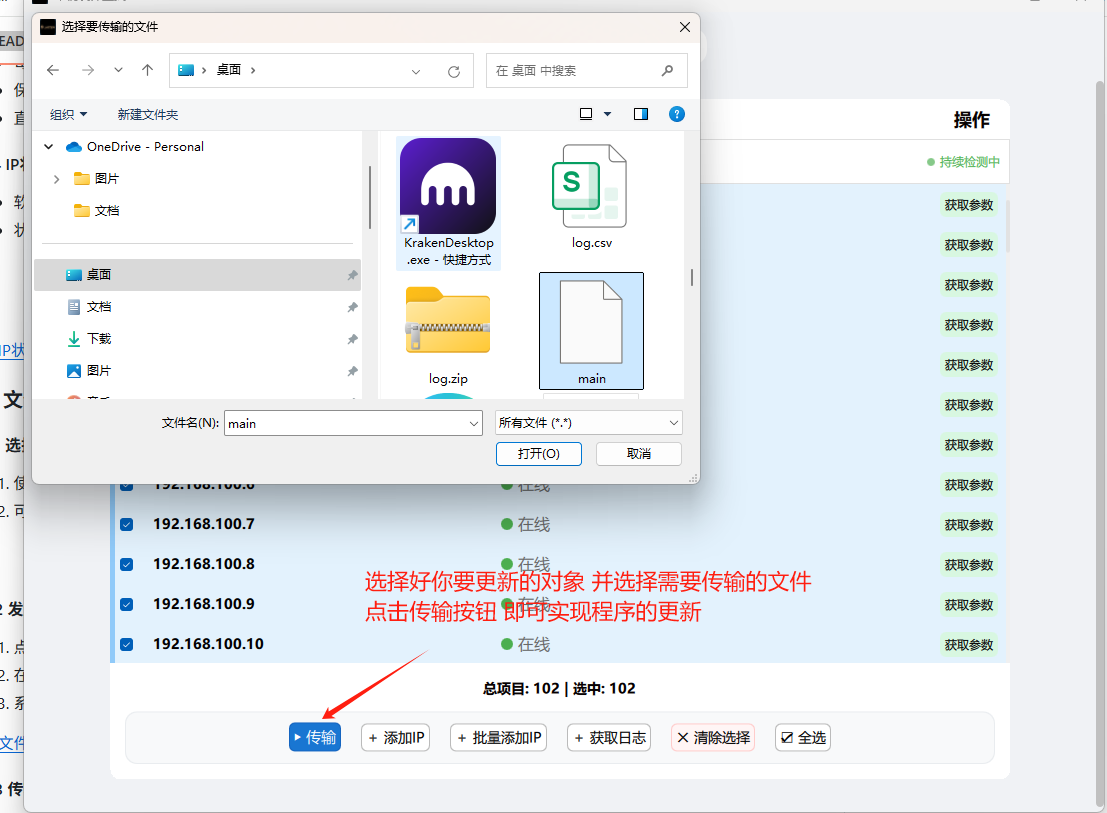 选择要传输的文件
EAD
桌面
在 桌面 中搜索
组织
新建文件夹
操作
OneDrive - Personal
持续检测中
图片
文档
获取参数
KrakenDesktop
.exe - 快捷方式
log.csv
获取参数
桌面
获取参数
文档
获取参数
下载
获取参数
图片
log.zip
main
获取参数
文件名(N):
main
所有文件 (*.*)
获取参数
打开(O)
取消
192.168.100.6
在线
获取参数
192.168.100.7
在线
获取参数
192.168.100.8
在线
获取参数
选择好你要更新的对象 并选择需要传输的文件
192.168.100.9
在线
获取参数
点击传输按钮 即可实现程序的更新
192.168.100.10
在线
获取参数
总项目: 102 | 选中: 102
传输
+ 添加IP
+ 批量添加IP
+ 获取日志
清除选择
全选
IP状
文
1. 使
2. 可
2 发
1. 点
2. 在
3. 系
文件
3 传